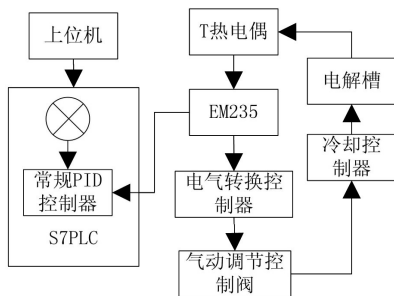 上位机
T热电偶
电解槽
EM235
冷却控
制器
常规PID
控制器
电气转换控
制器
S7PLC
气动调节控
制阀